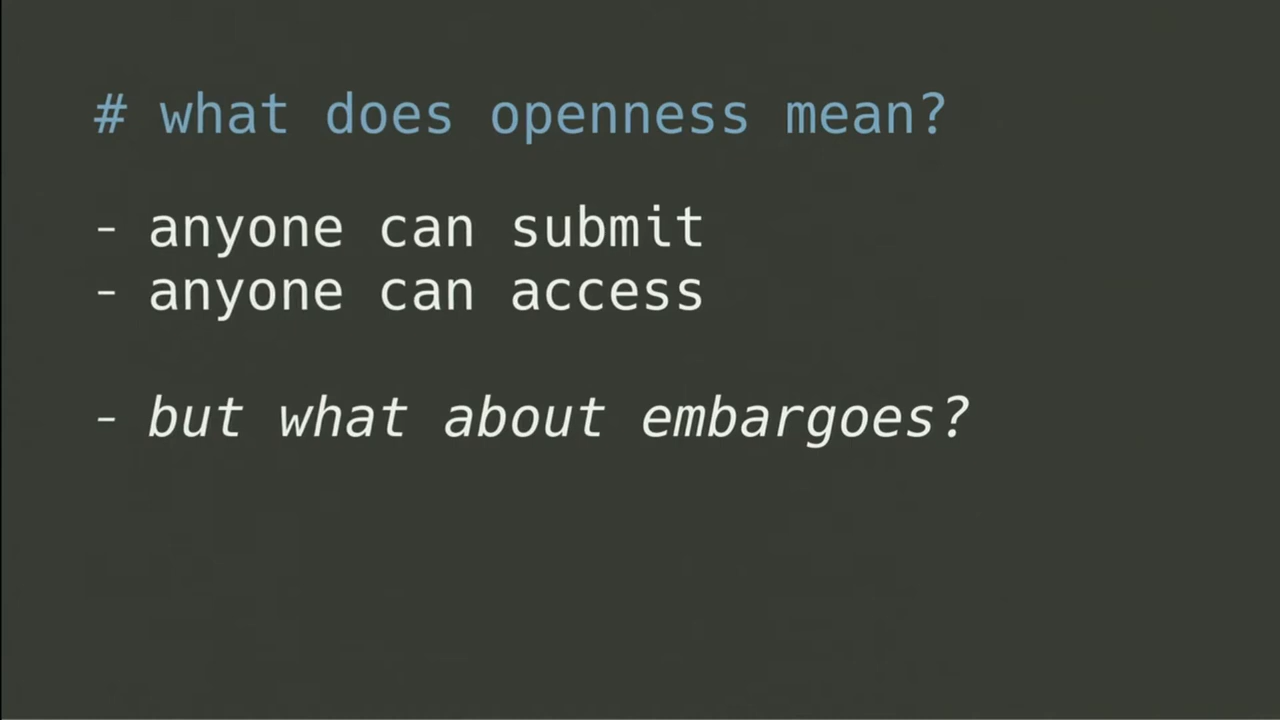 # what does openness mean?
- anyone can submit
- anyone can access
- but what about embargoes?